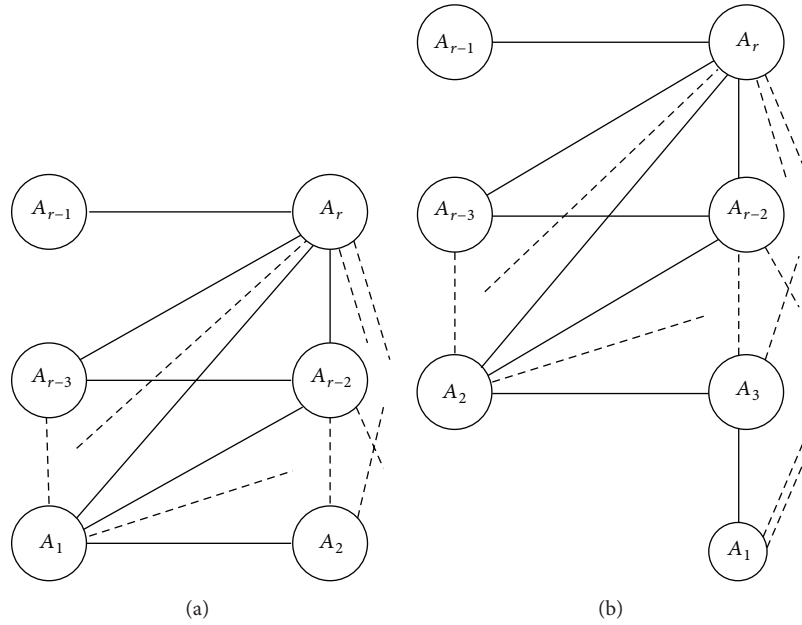 A_{r−1} A_r
A_{r−3} A_{r−2}
A_1 A_2
(a)
A_{r−1} A_r
A_{r−3} A_{r−2}
A_2 A_3
A_1
(b)